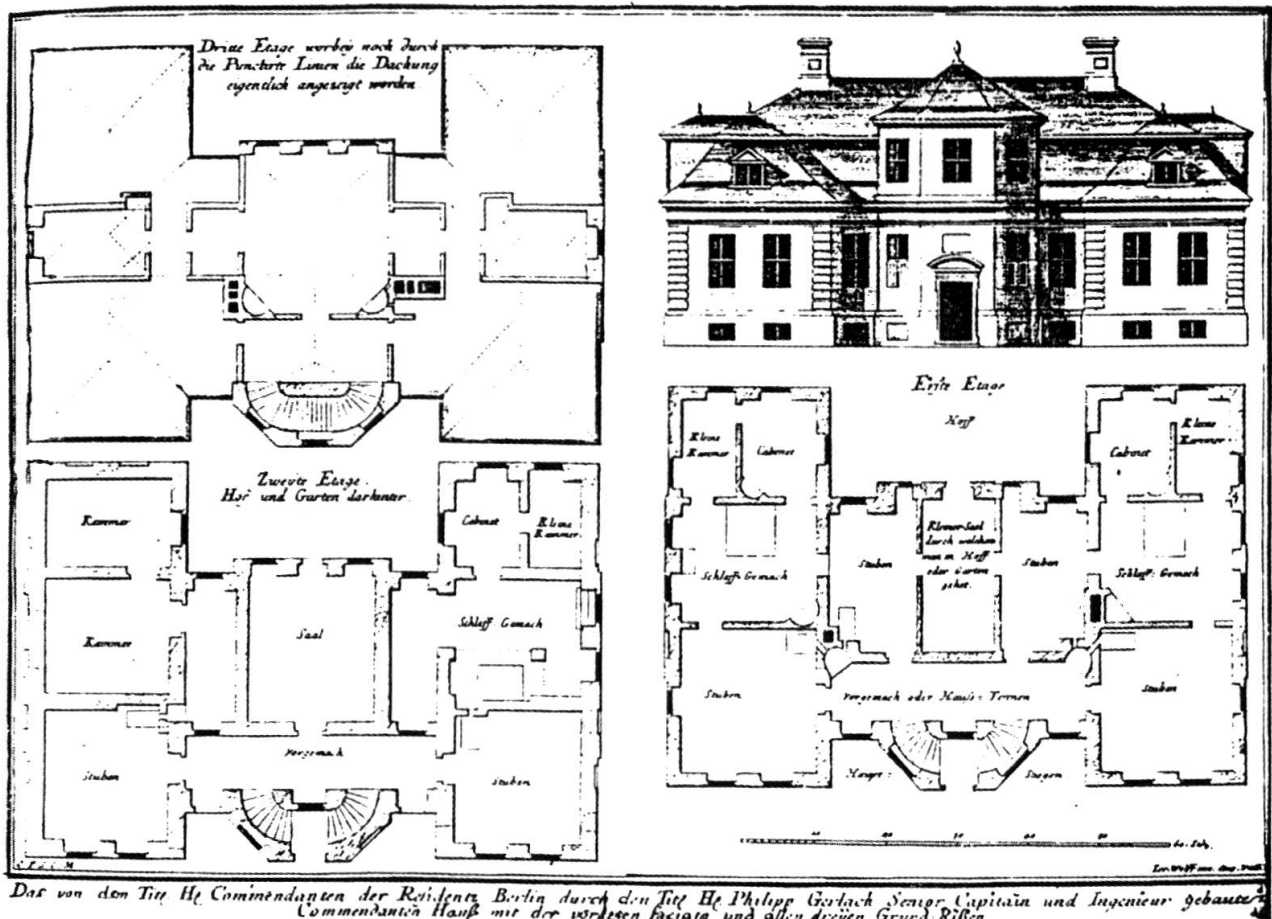 Dritte Etage worbey noch durch
die Punctirte Linien die Dachung
eigentlich angezeigt worden
Erste Etage
Hoff
Kleine
Kammer
Cabinet
Cabinet
Kleine
Kammer
Kleiner Saal
durch welchen
man in Hoff
oder Garten
gehet.
Schlaff-Gemach
Stuben
Stuben
Schlaff-Gemach
Stuben
Vorgemach oder Hauß-Tennen
Stuben
Haupt-
Stiegen
Zweyte Etage.
Hof und Garten darhinter.
Kammer
Cabinet
Kleine
Kammer.
Kammer
Saal
Schlaff Gemach
Stuben
Vorgemach
Stuben
Das von dem Tit. He Commendanten der Residentz Berlin durch den Tit. He Philipp Gerlach Senior Capitain und Ingenieur gebaute
Commendanten Hauß mit der vordern Faciata und allen dreyen Grund-Rißen